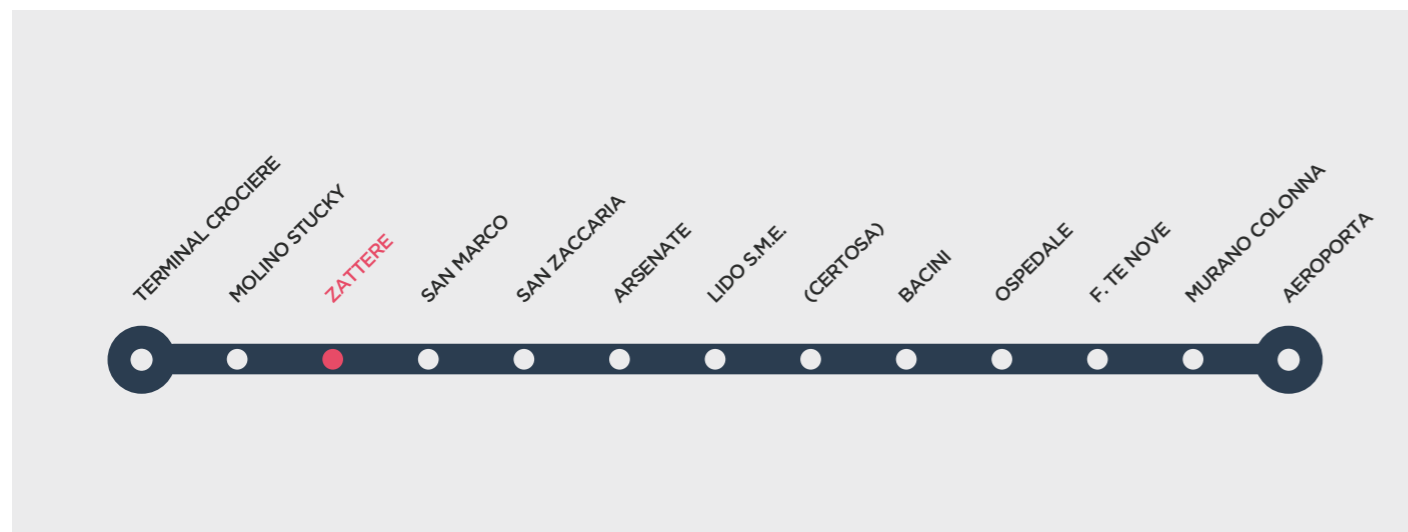 TERMINAL CROCIERE
MOLINO STUCKY
ZATTERE
SAN MARCO
SAN ZACCARIA
ARSENATE
LIDO S.M.E.
(CERTOSA)
BACINI
OSPEDALE
F. TE NOVE
MURANO COLONNA
AEROPORTA